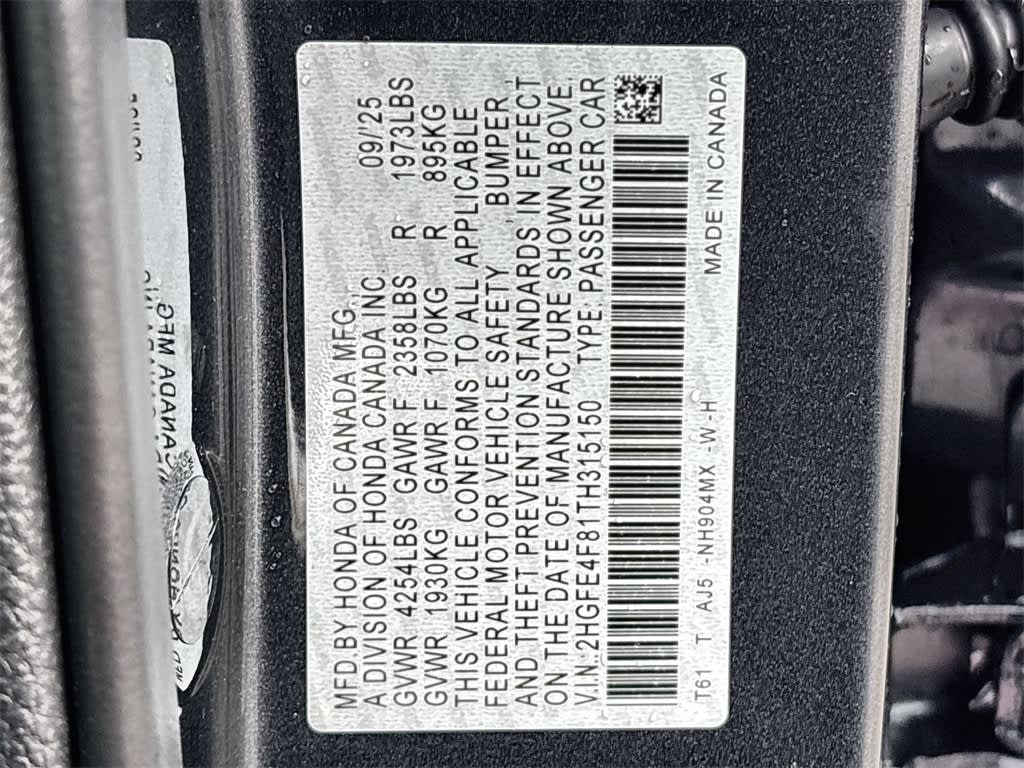 MFD BY HONDA OF CANADA MFG., 09/'25
A DIVISION OF HONDA CANADA INC.
GVWR 4254LBS GAWR F 2358LBS R 1973LBS
GVWR 1930KG GAWR F 1070KG R 895KG
THIS VEHICLE CONFORMS TO ALL APPLICABLE
FEDERAL MOTOR VEHICLE SAFETY, BUMPER,
AND THEFT PREVENTION STANDARDS IN EFFECT
ON THE DATE OF MANUFACTURE SHOWN ABOVE.
V.I.N. 2HGFE4F81TH315150 TYPE: PASSENGER CAR
T61 T AJ5 -NH904MX -W-H
MADE IN CANADA